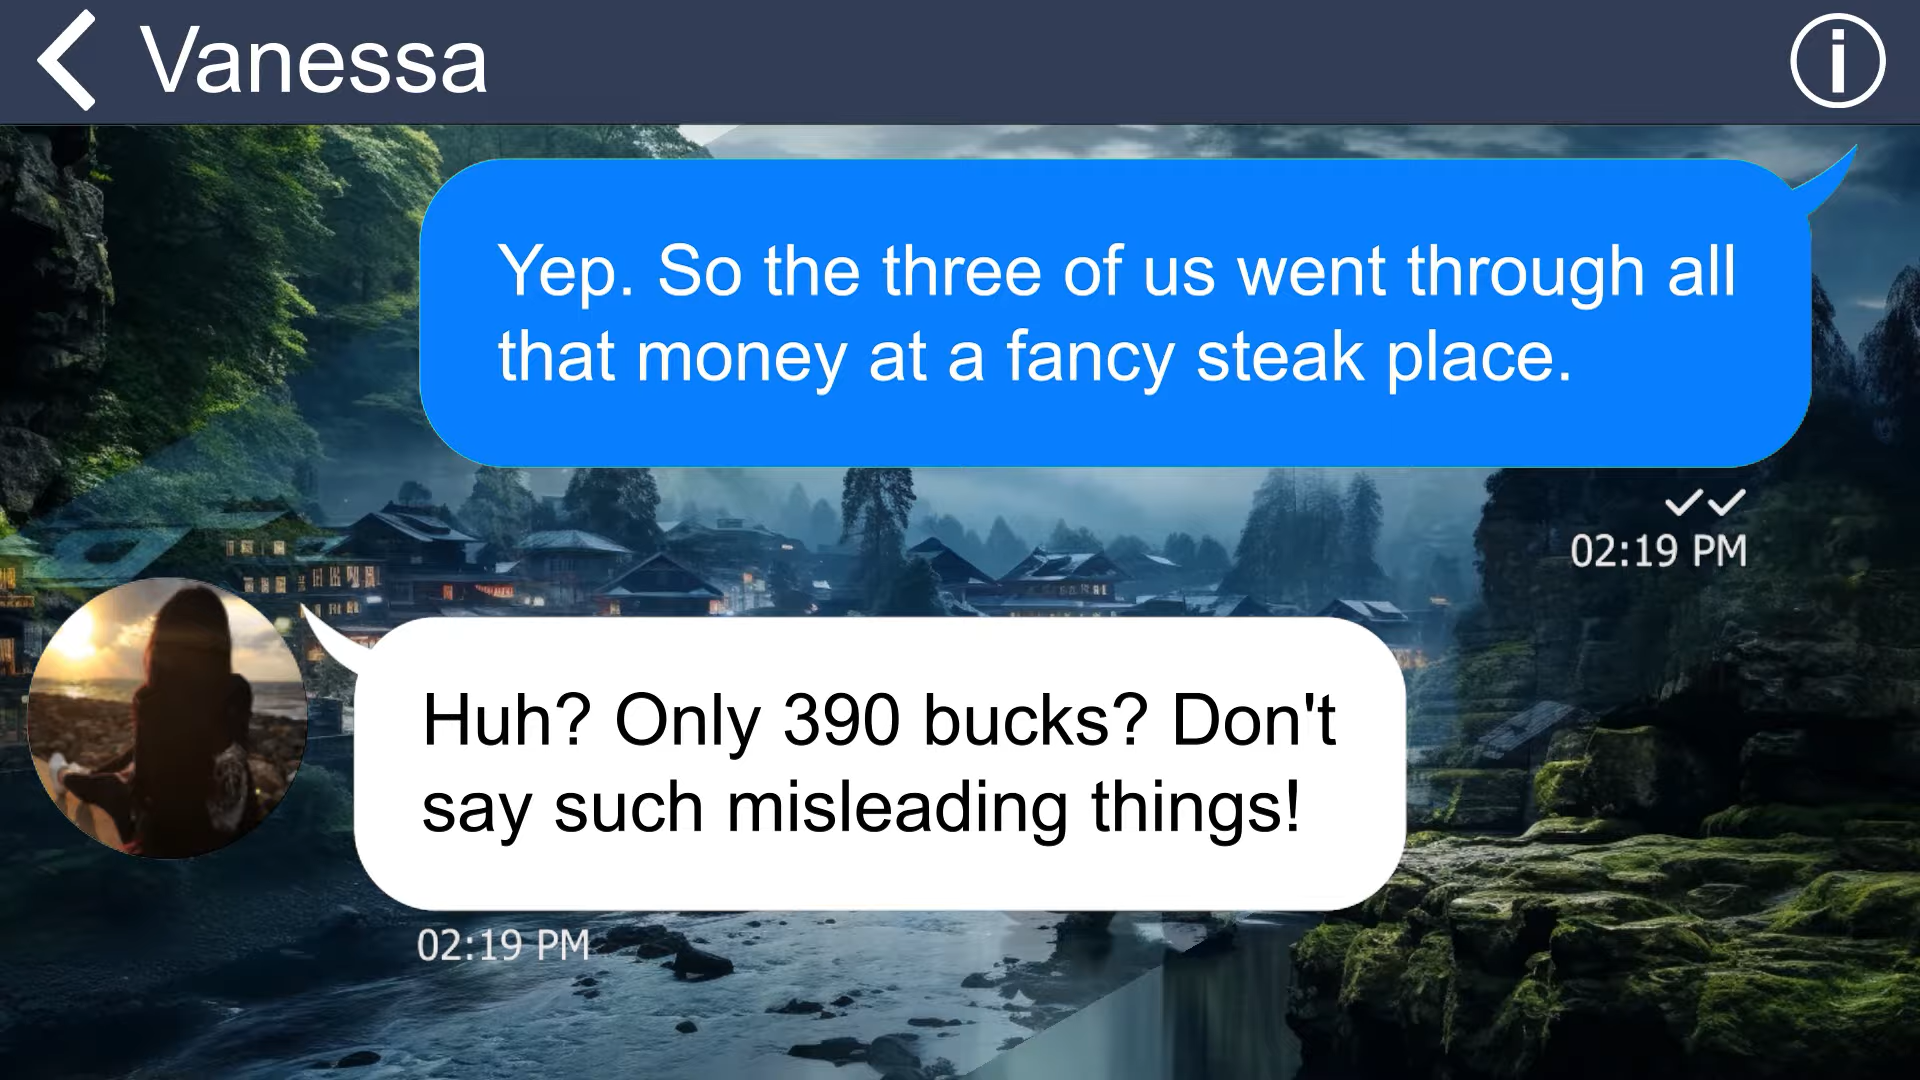 Vanessa
Yep. So the three of us went through all
that money at a fancy steak place.
02:19 PM
Huh? Only 390 bucks? Don't
say such misleading things!
02:19 PM